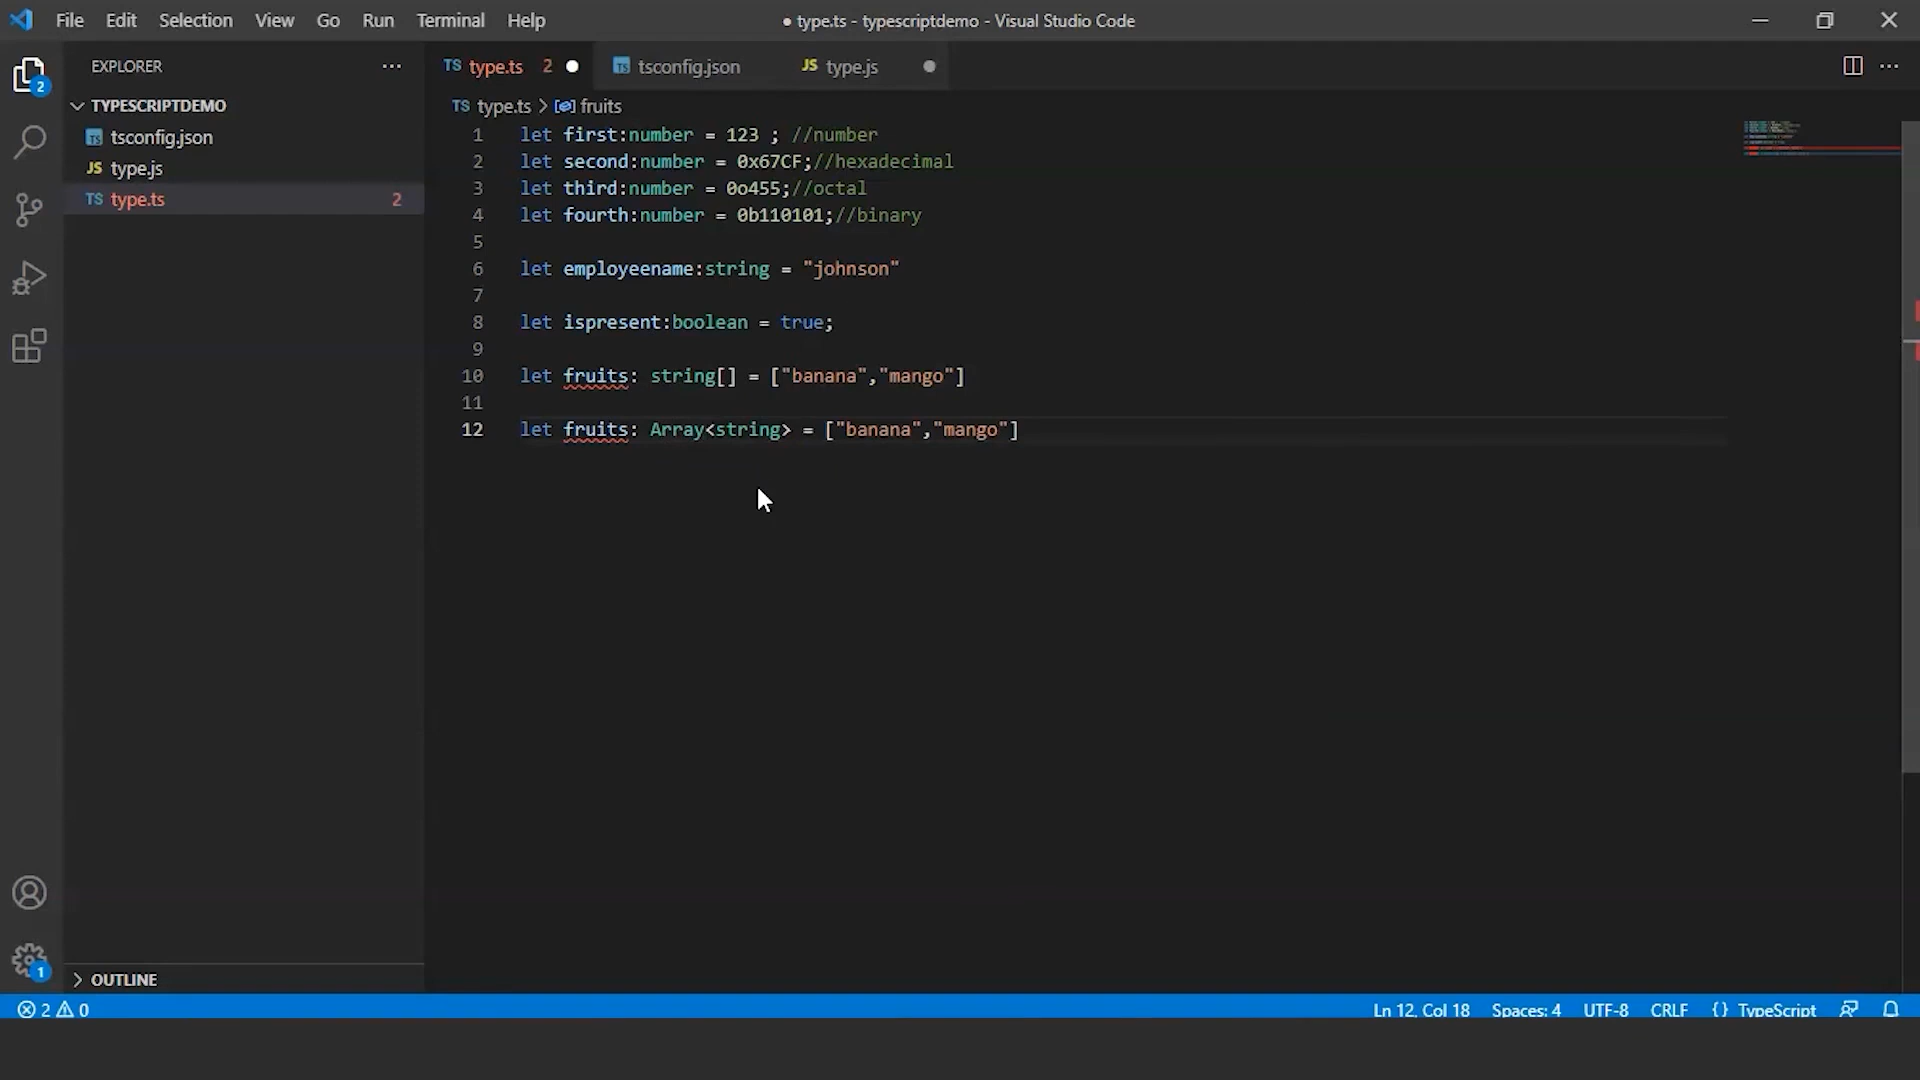 File Edit Selection View Go Run Terminal Help
● type.ts - typescriptdemo - Visual Studio Code
2
EXPLORER
TYPESCRIPTDEMO
tsconfig.json
JS type.js
TS type.ts 2
TS type.ts 2
tsconfig.json
JS type.js
TS type.ts > fruits
1 let first:number = 123 ; //number
2 let second:number = 0x67CF;//hexadecimal
3 let third:number = 0o455;//octal
4 let fourth:number = 0b110101;//binary
5
6 let employeename:string = "johnson"
7
8 let ispresent:boolean = true;
9
10 let fruits: string[] = ["banana","mango"]
11
12 let fruits: Array<string> = ["banana","mango"]
1
OUTLINE
2 0
Ln 12, Col 18 Spaces: 4 UTF-8 CRLF {} TypeScript